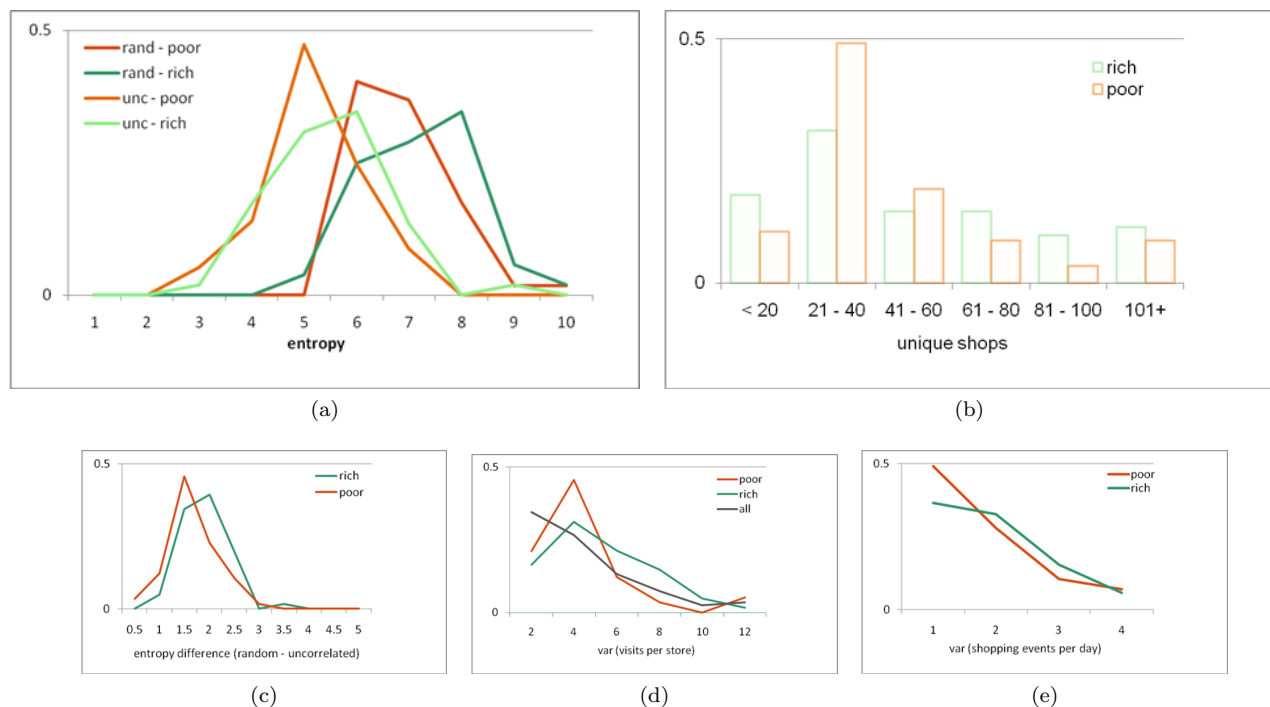 0.5
rand - poor
rand - rich
unc - poor
unc - rich
0
1 2 3 4 5 6 7 8 9 10
entropy
(a)
0.5
rich
poor
0
< 20 21 - 40 41 - 60 61 - 80 81 - 100 101+
unique shops
(b)
0.5
rich
poor
0
0.5 1 1.5 2 2.5 3 3.5 4 4.5 5
entropy difference (random - uncorrelated)
(c)
0.5
poor
rich
all
0
2 4 6 8 10 12
var (visits per store)
(d)
0.5
poor
rich
0
1 2 3 4
var (shopping events per day)
(e)